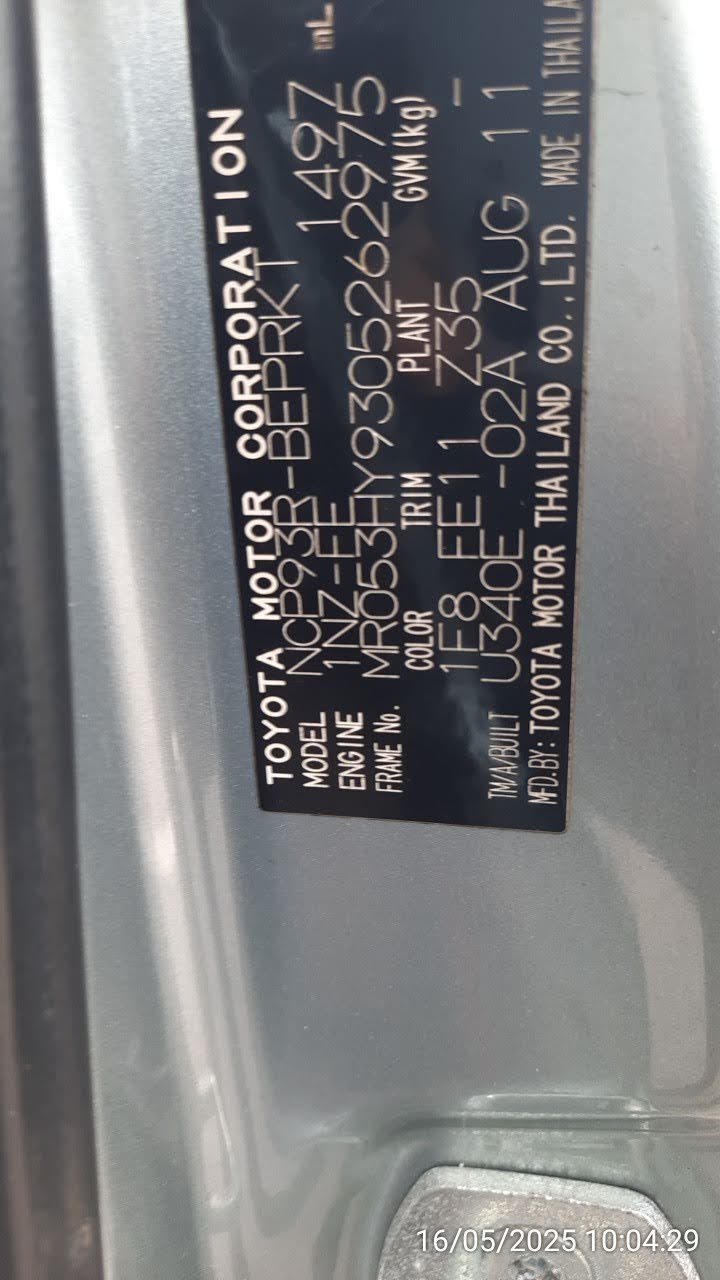 TOYOTA MOTOR CORPORATION
MODEL NCP93R-BEPRKT 1497 mL
ENGINE 1NZ-FE
FRAME No. MR053HY9305262975
COLOR TRIM PLANT GVM(kg)
1F8 FE11 Z35 -
TM/A/BUILT U340E -02A AUG 11
MFD.BY: TOYOTA MOTOR THAILAND CO.,LTD. MADE IN THAILA
16/05/2025 10:04:29